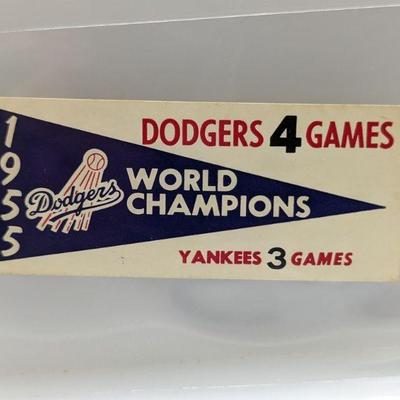 1955
DODGERS 4 GAMES
Dodgers
WORLD
CHAMPIONS
YANKEES 3 GAMES